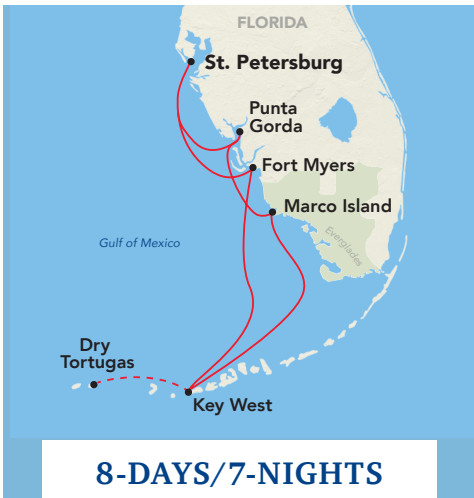 FLORIDA
St. Petersburg
Punta
Gorda
Fort Myers
Marco Island
Everglades
Gulf of Mexico
Dry
Tortugas
Key West
8-DAYS/7-NIGHTS